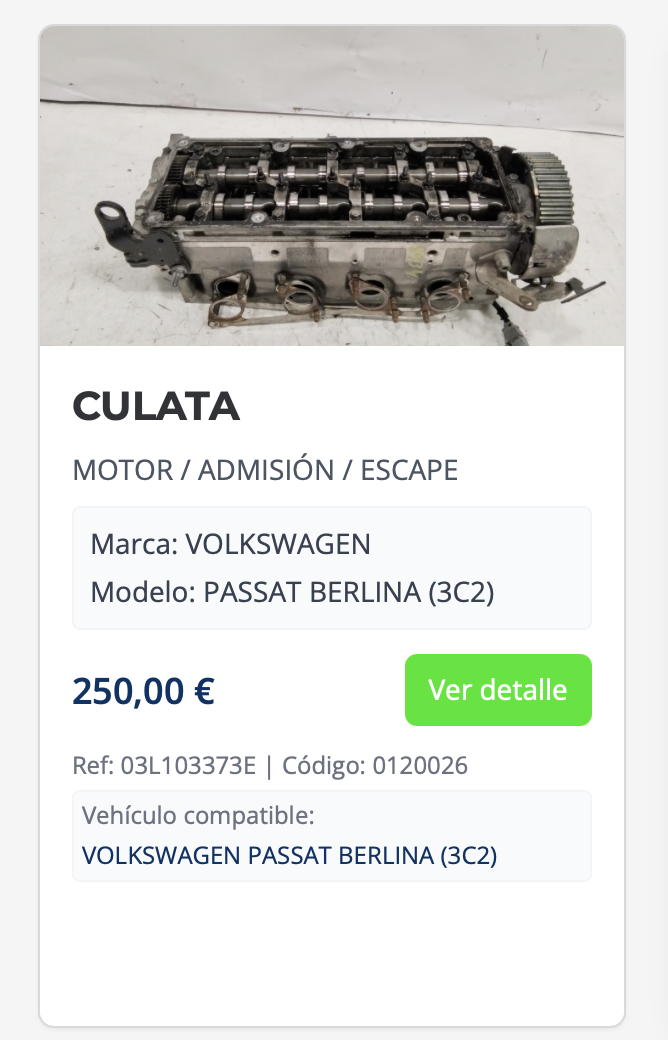 CULATA
MOTOR / ADMISIÓN / ESCAPE
Marca: VOLKSWAGEN
Modelo: PASSAT BERLINA (3C2)
250,00 €
Ver detalle
Ref: 03L103373E | Código: 0120026
Vehículo compatible:
VOLKSWAGEN PASSAT BERLINA (3C2)